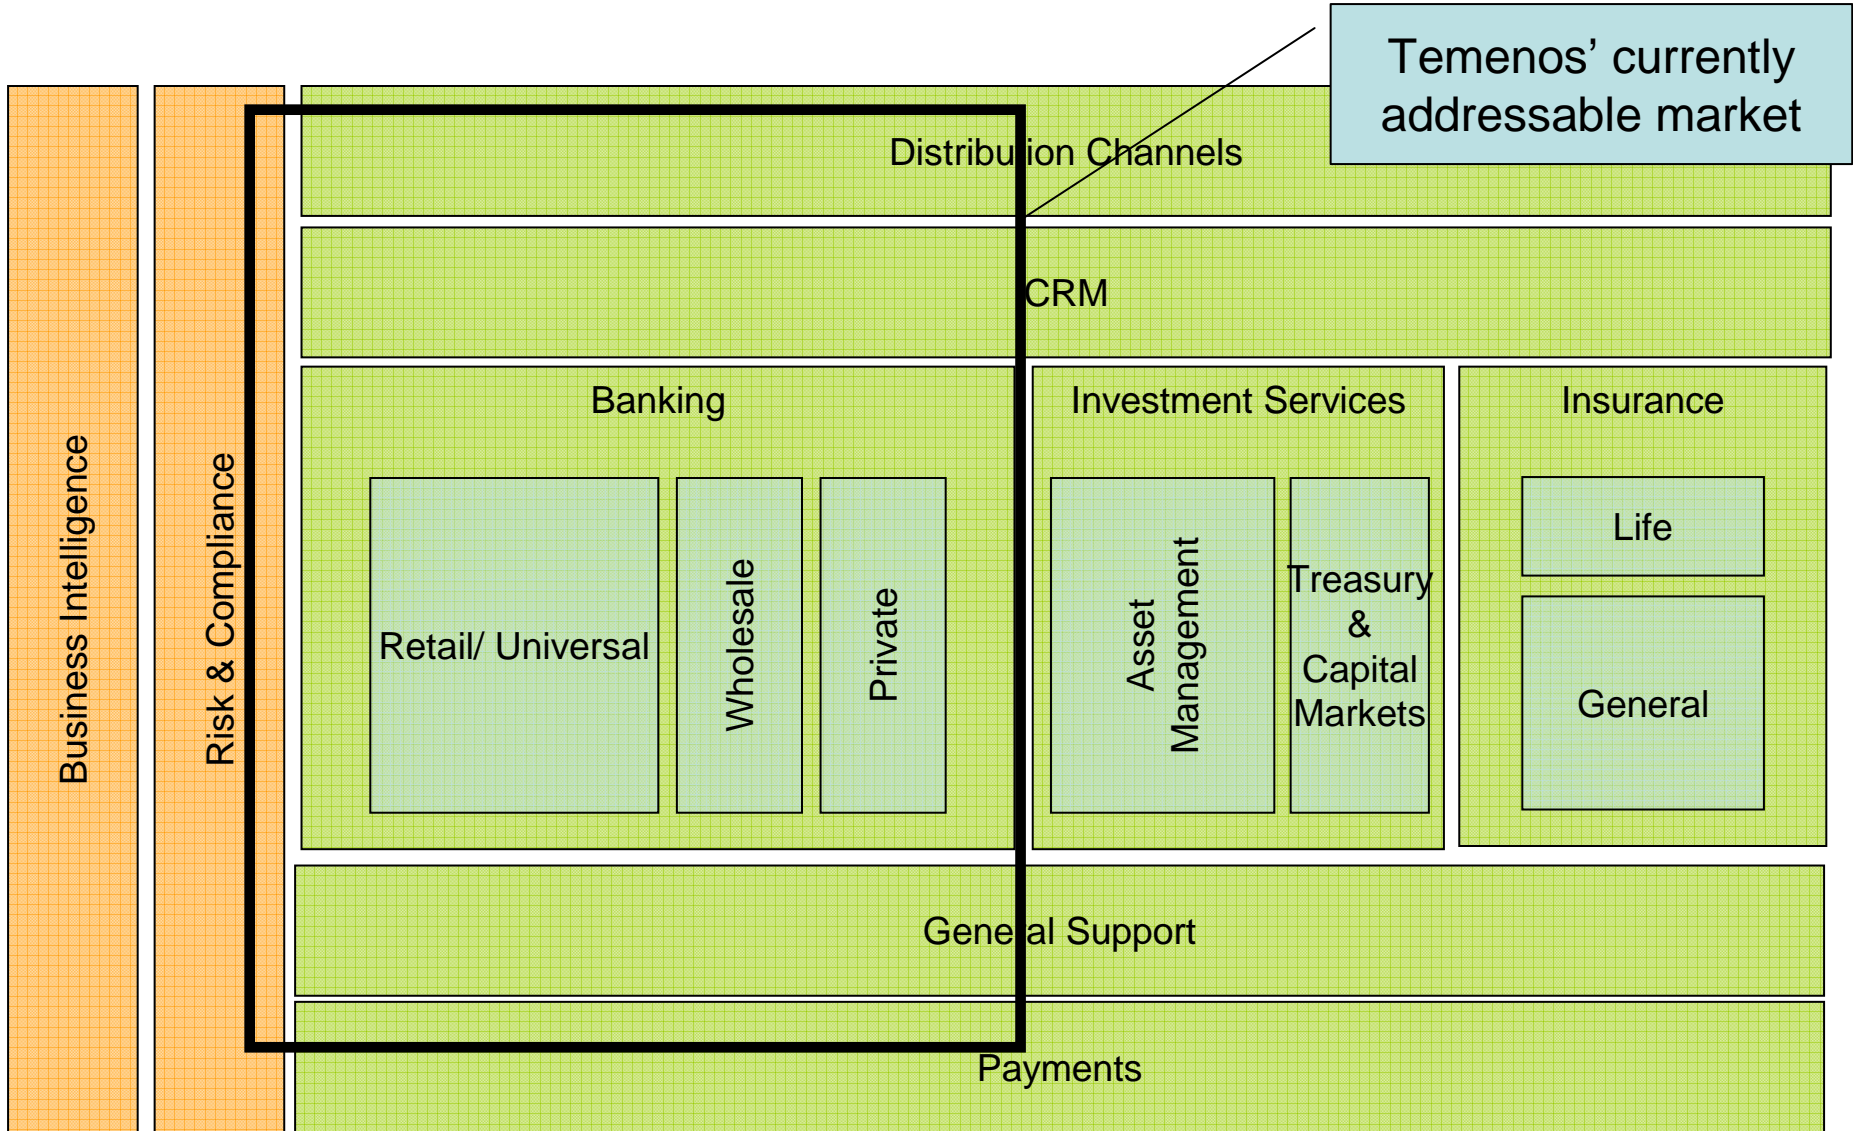 Temenos’ currently
addressable market
Distribution Channels
CRM
Business Intelligence
Risk & Compliance
Banking
Retail/ Universal
Wholesale
Private
Investment Services
Asset
Management
Treasury
&
Capital
Markets
Insurance
Life
General
General Support
Payments